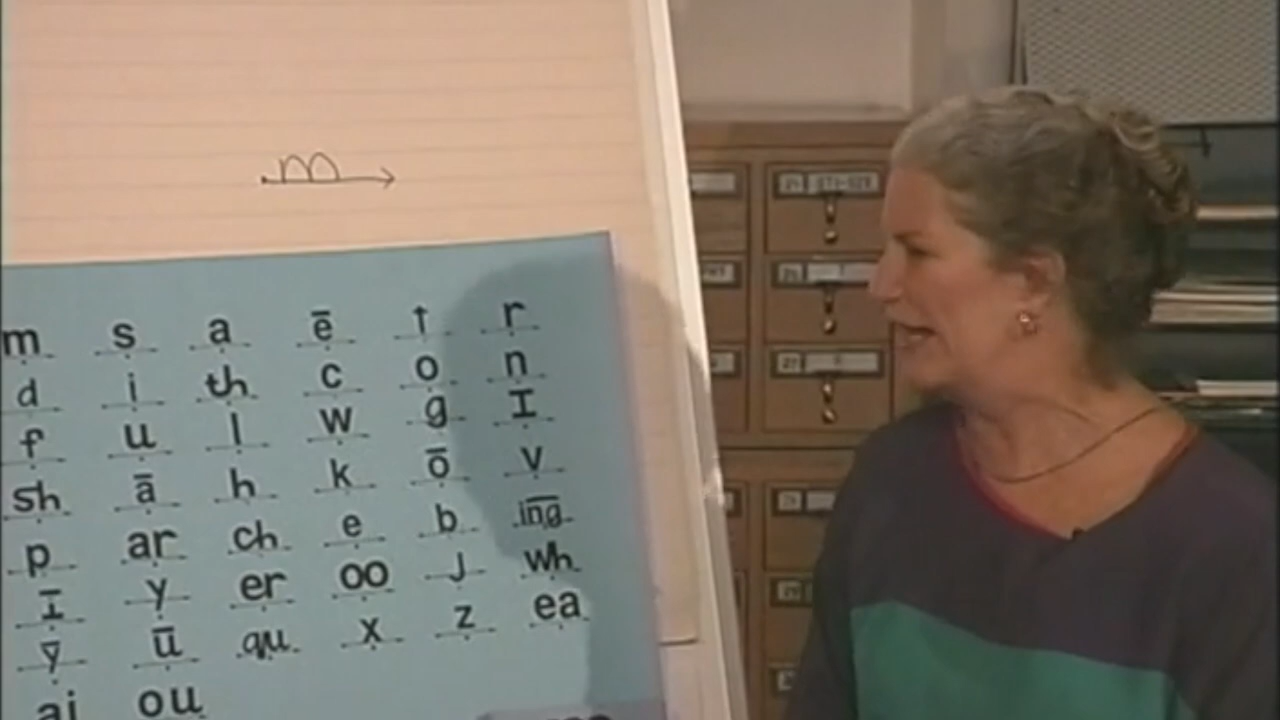 m
m s a ē t r
d i th c o n
f u l w g I
sh ā h k ō v
p ar ch e b ing
ī y er oo J wh
ȳ ū qu x z ea
ai ou